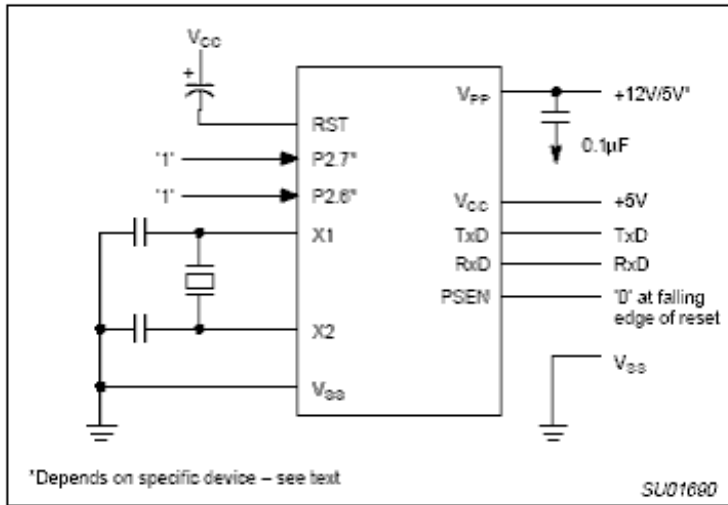 VCC
+
RST
'1' P2.7*
'1' P2.6*
X1
X2
VSS
VPP +12V/5V*
0.1µF
VCC +5V
TxD TxD
RxD RxD
PSEN '0' at falling
edge of reset
VSS
*Depends on specific device – see text
SU01690